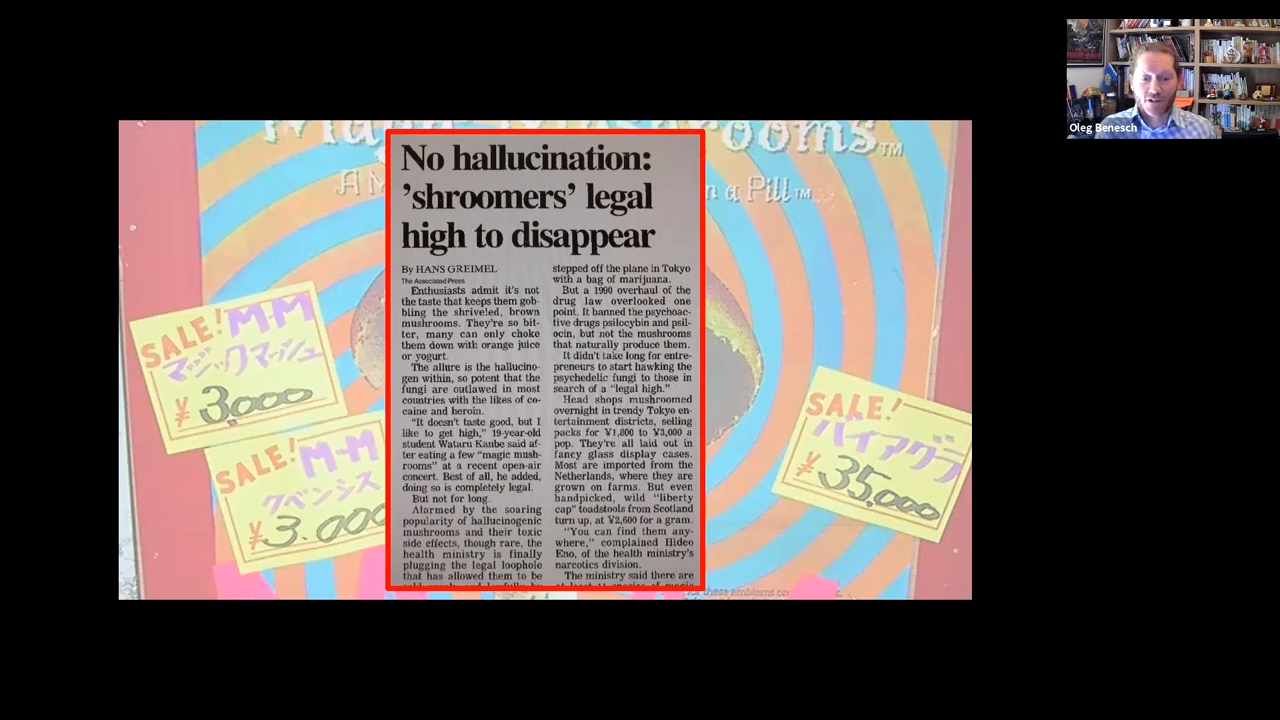 ooms™
A M
n a Pill™
SALE! M-M
マジックマッシュ
¥3,000
SALE! M-M
クベンシス
¥3.000
SALE!
バイアグラ
¥35,000
No hallucination:
’shroomers’ legal
high to disappear
By HANS GREIMEL
The Associated Press
Enthusiasts admit it’s not
the taste that keeps them gob-
bling the shriveled, brown
mushrooms. They’re so bit-
ter, many can only choke
them down with orange juice
or yogurt.
The allure is the hallucino-
gen within, so potent that the
fungi are outlawed in most
countries with the likes of co-
caine and heroin.
“It doesn’t taste good, but I
like to get high,” 19-year-old
student Wataru Kanbe said af-
ter eating a few “magic mush-
rooms” at a recent open-air
concert. Best of all, he added,
doing so is completely legal.
But not for long.
Alarmed by the soaring
popularity of hallucinogenic
mushrooms and their toxic
side effects, though rare, the
health ministry is finally
plugging the legal loophole
that has allowed them to be
stepped off the plane in Tokyo
with a bag of marijuana.
But a 1990 overhaul of the
drug law overlooked one
point. It banned the psychoac-
tive drugs psilocybin and psil-
ocin, but not the mushrooms
that naturally produce them.
It didn’t take long for entre-
preneurs to start hawking the
psychedelic fungi to those in
search of a “legal high.”
Head shops mushroomed
overnight in trendy Tokyo en-
tertainment districts, selling
packs for ¥1,800 to ¥3,000 a
pop. They’re all laid out in
fancy glass display cases.
Most are imported from the
Netherlands, where they are
grown on farms. But even
handpicked, wild “liberty
cap” toadstools from Scotland
turn up, at ¥2,600 for a gram.
“You can find them any-
where,” complained Hideo
Eno, of the health ministry’s
narcotics division.
The ministry said there are
Oleg Benesch